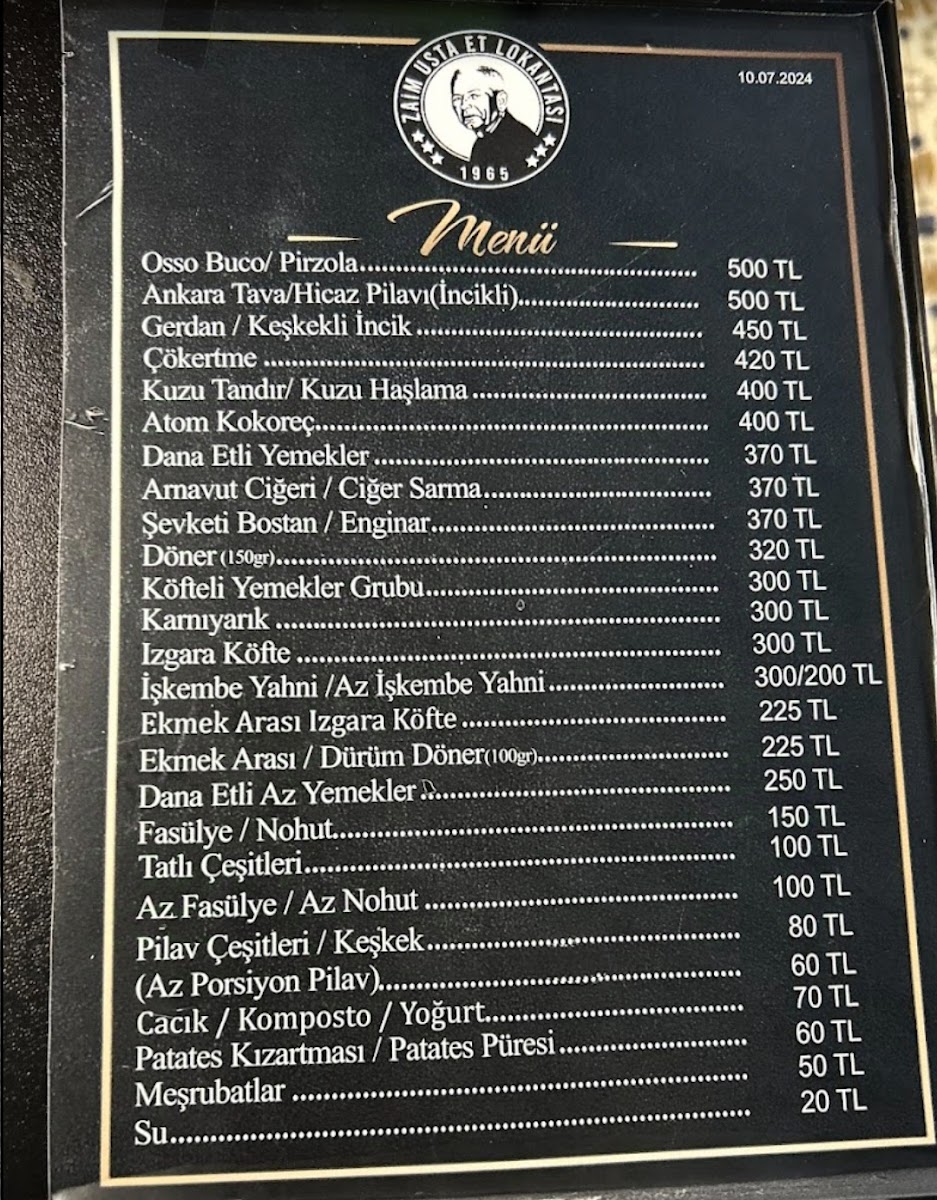 ZAİM USTA ET LOKANTASI
1965
10.07.2024
Menü
Osso Buco/ Pirzola 500 TL
Ankara Tava/Hicaz Pilavı(İncikli) 500 TL
Gerdan / Keşkekli İncik 450 TL
Çökertme 420 TL
Kuzu Tandır/ Kuzu Haşlama 400 TL
Atom Kokoreç 400 TL
Dana Etli Yemekler 370 TL
Arnavut Ciğeri / Ciğer Sarma 370 TL
Şevketi Bostan / Enginar 370 TL
Döner (150gr) 320 TL
Köfteli Yemekler Grubu 300 TL
Karnıyarık 300 TL
Izgara Köfte 300 TL
İşkembe Yahni /Az İşkembe Yahni 300/200 TL
Ekmek Arası Izgara Köfte 225 TL
Ekmek Arası / Dürüm Döner(100gr) 225 TL
Dana Etli Az Yemekler 250 TL
Fasülye / Nohut 150 TL
Tatlı Çeşitleri 100 TL
Az Fasülye / Az Nohut 100 TL
Pilav Çeşitleri / Keşkek 80 TL
(Az Porsiyon Pilav) 60 TL
Cacık / Komposto / Yoğurt 70 TL
Patates Kızartması / Patates Püresi 60 TL
Meşrubatlar 50 TL
Su 20 TL